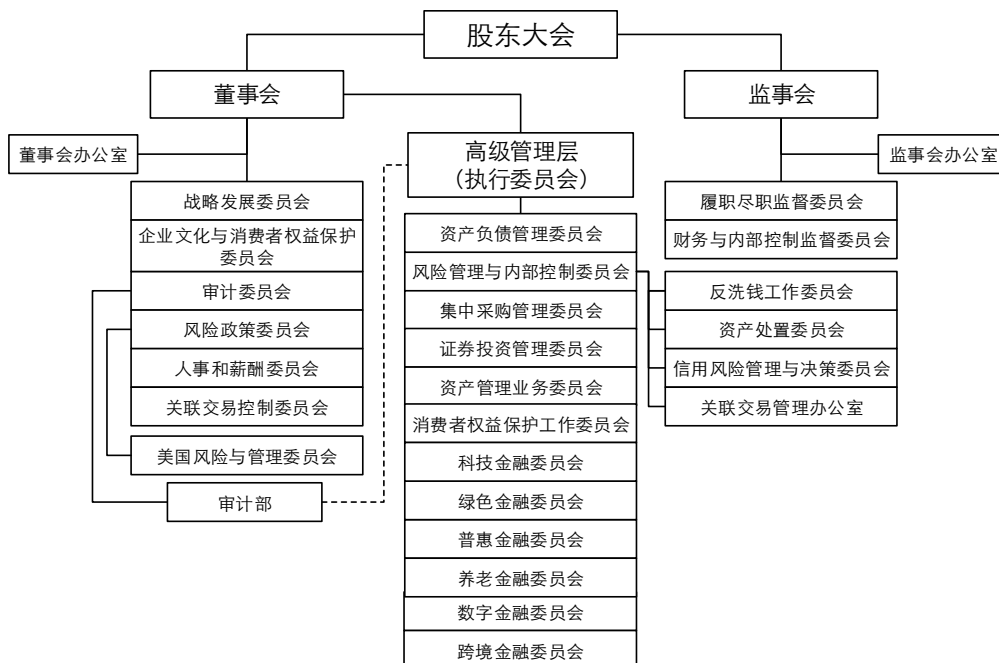 股东大会
董事会
监事会
董事会办公室
高级管理层
（执行委员会）
监事会办公室
战略发展委员会
企业文化与消费者权益保护
委员会
审计委员会
风险政策委员会
人事和薪酬委员会
关联交易控制委员会
美国风险与管理委员会
审计部
资产负债管理委员会
风险管理与内部控制委员会
集中采购管理委员会
证券投资管理委员会
资产管理业务委员会
消费者权益保护工作委员会
科技金融委员会
绿色金融委员会
普惠金融委员会
养老金融委员会
数字金融委员会
跨境金融委员会
履职尽职监督委员会
财务与内部控制监督委员会
反洗钱工作委员会
资产处置委员会
信用风险管理与决策委员会
关联交易管理办公室